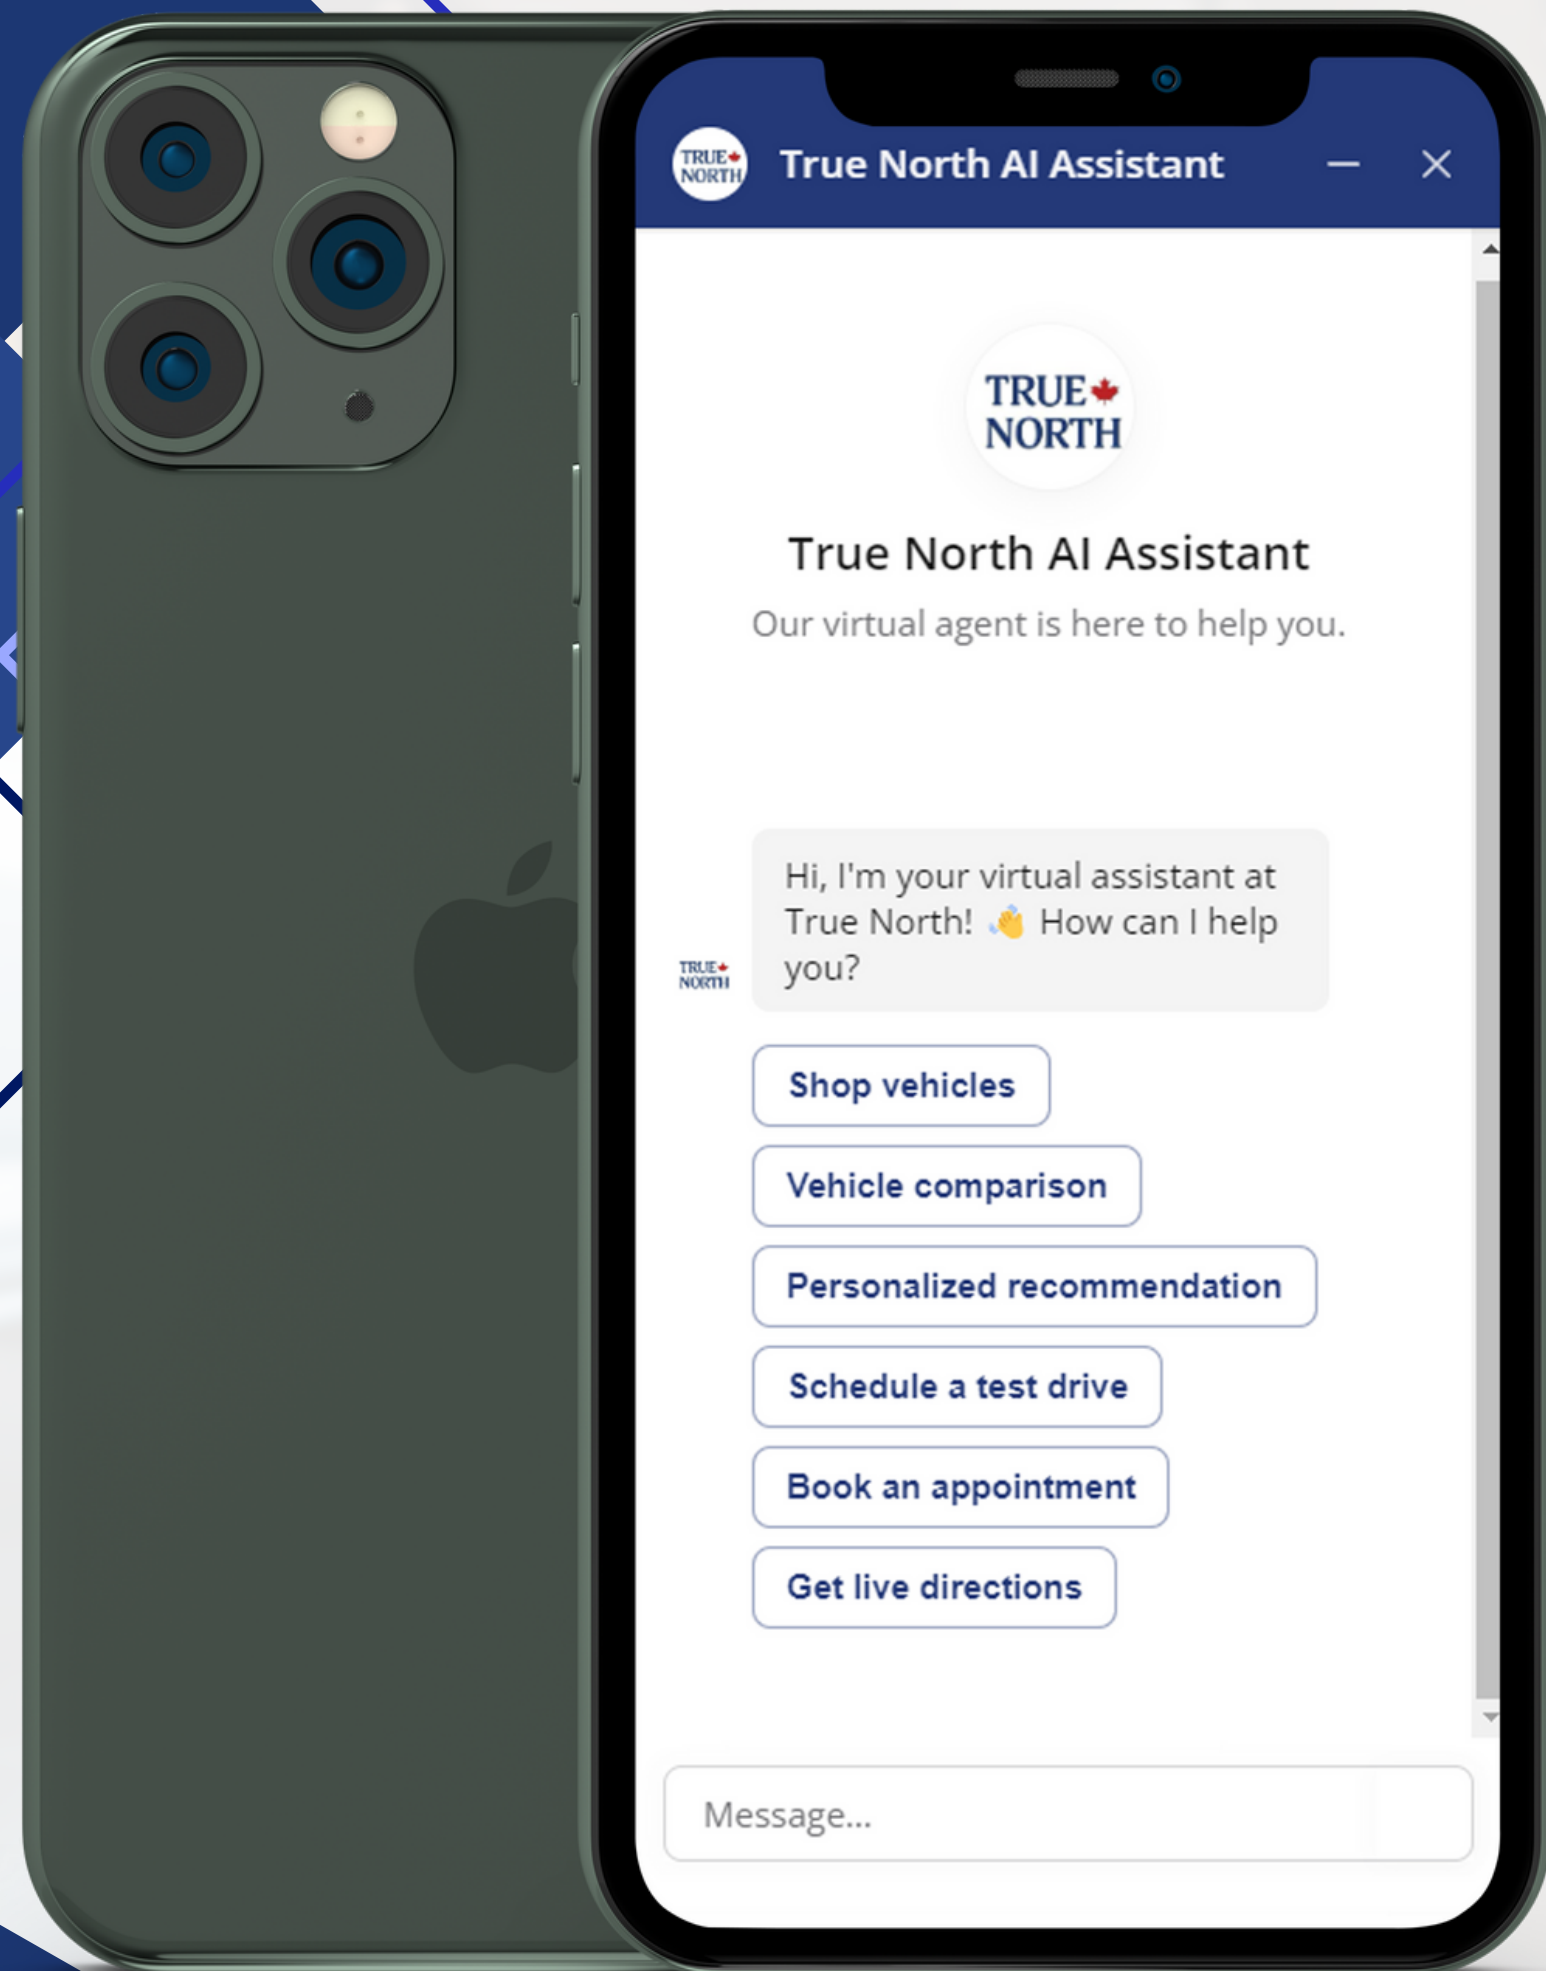 TRUE
NORTH
True North AI Assistant
TRUE
NORTH
True North AI Assistant
Our virtual agent is here to help you.
Hi, I'm your virtual assistant at
True North! 👋 How can I help
you?
TRUE
NORTH
Shop vehicles
Vehicle comparison
Personalized recommendation
Schedule a test drive
Book an appointment
Get live directions
Message...